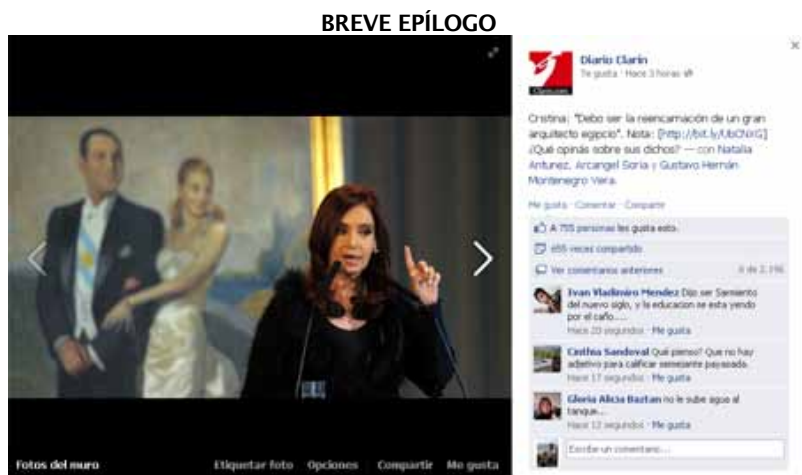 BREVE EPÍLOGO
Diario Clarín
Te gusta · Hace 3 horas
Clarin.com
Cristina: "Debo ser la reencarnación de un gran
arquitecto egipcio". Nota: [http://bit.ly/UbCNXG]
¿Qué opinás sobre sus dichos? — con Natalia
Antunez, Arcangel Soria y Gustavo Hernán
Montenegro Vera.
Me gusta · Comentar · Compartir
A 755 personas les gusta esto.
655 veces compartido
Ver comentarios anteriores
Ivan Vladimiro Mendez Dijo ser Sarmiento
del nuevo siglo, y la educacion se esta yendo
por el caño.....
Hace 20 segundos · Me gusta
Cinthia Sandoval Qué pienso? Que no hay
adjetivo para calificar semejante payasada.
Hace 17 segundos · Me gusta
Gloria Alicia Baztan no le sube agua al
tanque...
Hace 12 segundos · Me gusta
Escribe un comentario...
Fotos del muro Etiquetar foto Opciones Compartir Me gusta